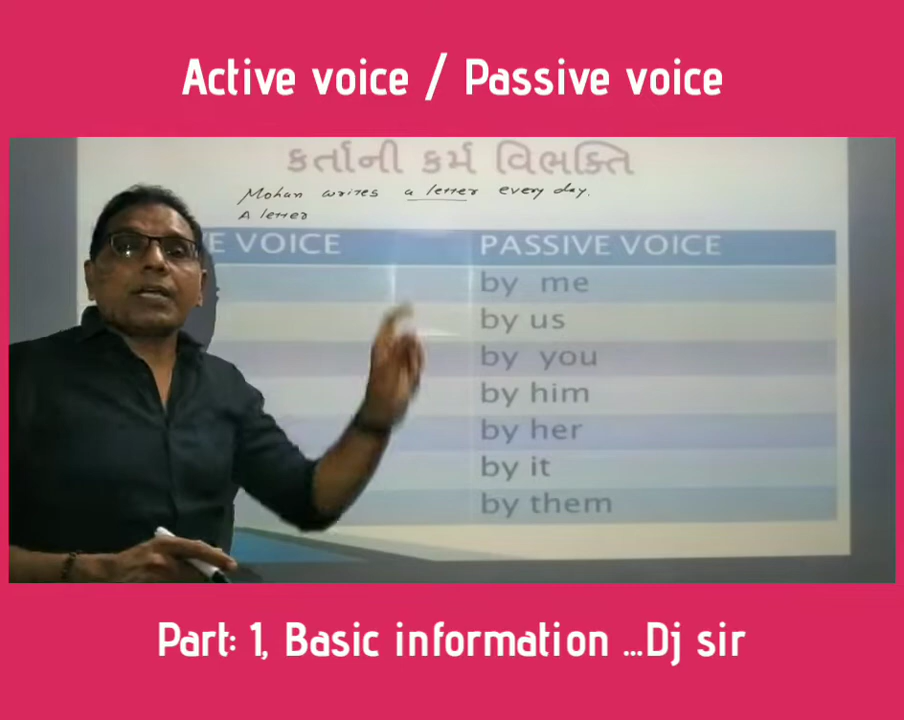 Active voice / Passive voice
કર્તાની કર્મ વિભક્તિ
Mohan writes a letter every day.
A letter
E VOICE PASSIVE VOICE
by me
by us
by you
by him
by her
by it
by them
Part: 1, Basic information ...Dj sir